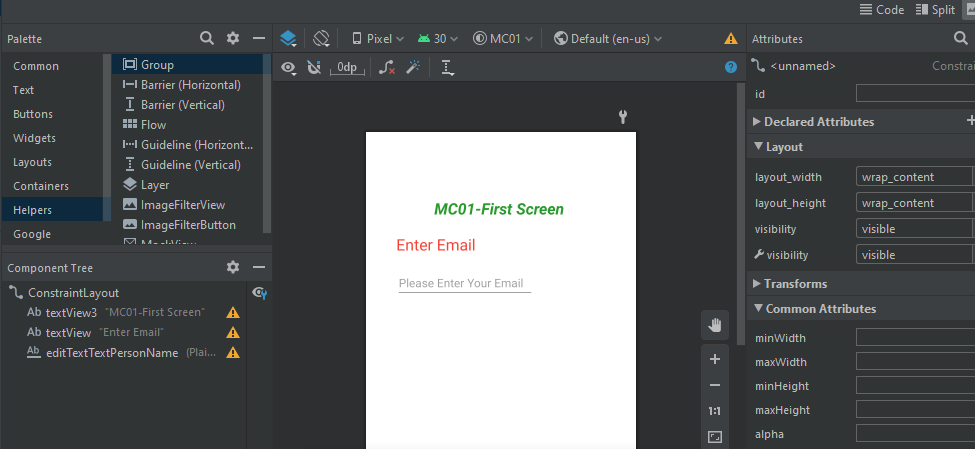 Code Split
Palette
Pixel 30 MC01 Default (en-us)
Attributes
Common
Text
Buttons
Widgets
Layouts
Containers
Helpers
Google
Group
Barrier (Horizontal)
Barrier (Vertical)
Flow
Guideline (Horizont...
Guideline (Vertical)
Layer
ImageFilterView
ImageFilterButton
MockView
0dp
?
Component Tree
ConstraintLayout
Ab textView3 "MC01-First Screen"
Ab textView "Enter Email"
Ab editTextTextPersonName (Plai...
MC01-First Screen
Enter Email
Please Enter Your Email
1:1
<unnamed> Constrai
id
Declared Attributes
Layout
layout_width wrap_content
layout_height wrap_content
visibility visible
visibility visible
Transforms
Common Attributes
minWidth
maxWidth
minHeight
maxHeight
alpha